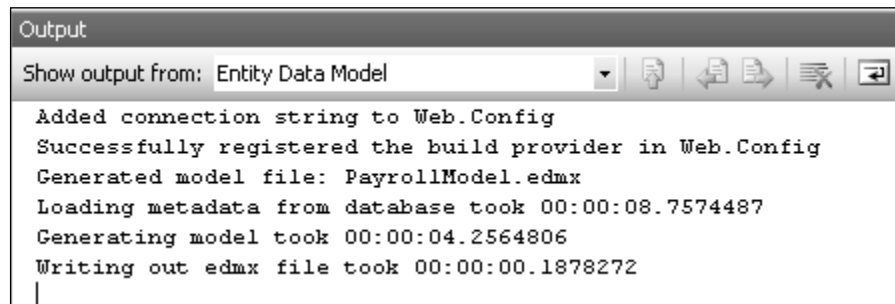 Output
Show output from: Entity Data Model
Added connection string to Web.Config
Successfully registered the build provider in Web.Config
Generated model file: PayrollModel.edmx
Loading metadata from database took 00:00:08.7574487
Generating model took 00:00:04.2564806
Writing out edmx file took 00:00:00.1878272